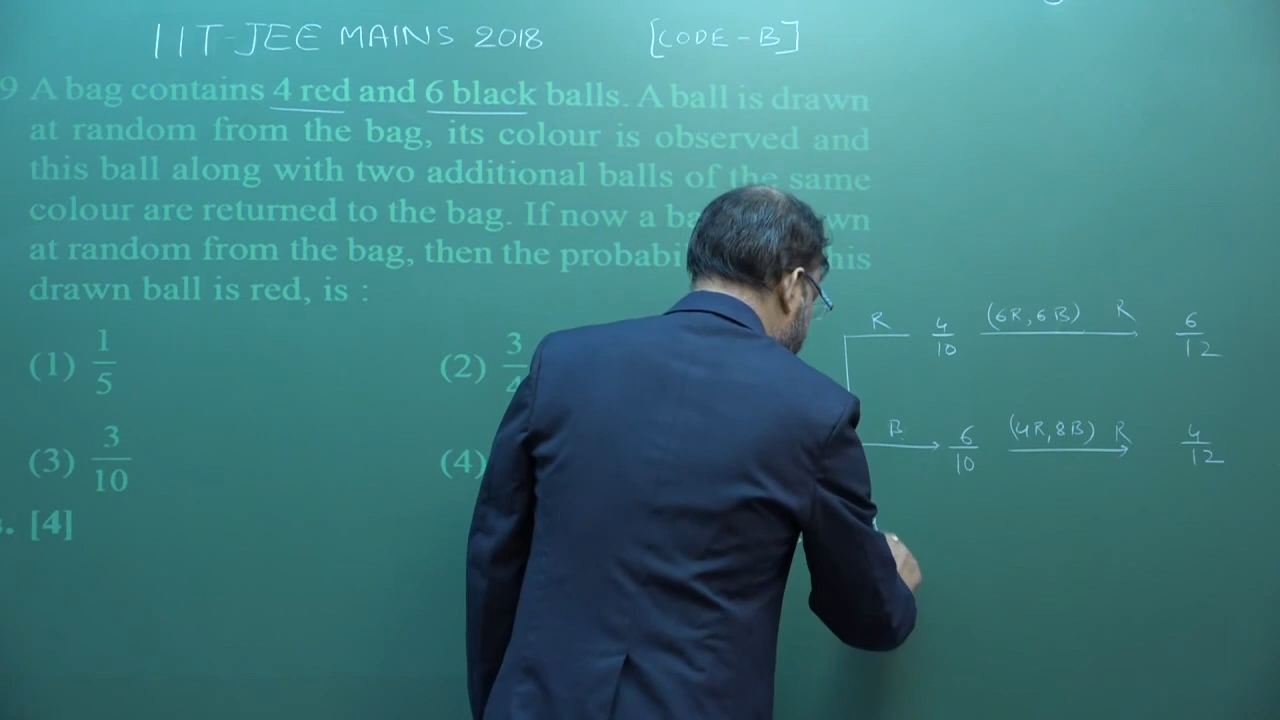 IIT-JEE MAINS 2018 [CODE-B]
9 A bag contains 4 red and 6 black balls. A ball is drawn
at random from the bag, its colour is observed and
this ball along with two additional balls of the same
colour are returned to the bag. If now a
at random from the bag, then the
drawn ball is red, is :
(1) 1/5
(2) 3/
(3) 3/10
(4)
[4]
R 4/10 (6R, 6B) R 6/12
B 6/10 (4R, 8B) R 4/12